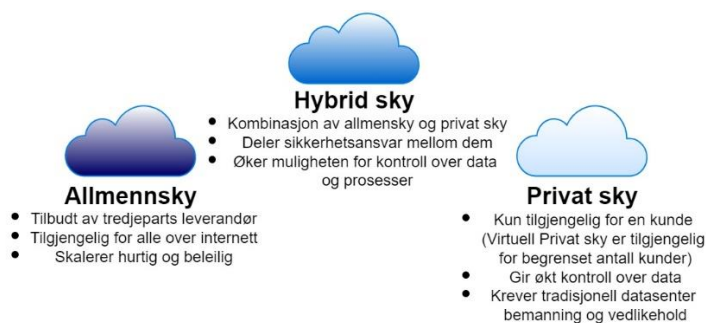 Hybrid sky
• Kombinasjon av allmensky og privat sky
• Deler sikkerhetsansvar mellom dem
• Øker muligheten for kontroll over data
og prosesser
Allmennsky
• Tilbudt av tredjeparts leverandør
• Tilgjengelig for alle over internett
• Skalerer hurtig og beleilig
Privat sky
• Kun tilgjengelig for en kunde
(Virtuell Privat sky er tilgjengelig
for begrenset antall kunder)
• Gir økt kontroll over data
• Krever tradisjonell datasenter
bemanning og vedlikehold